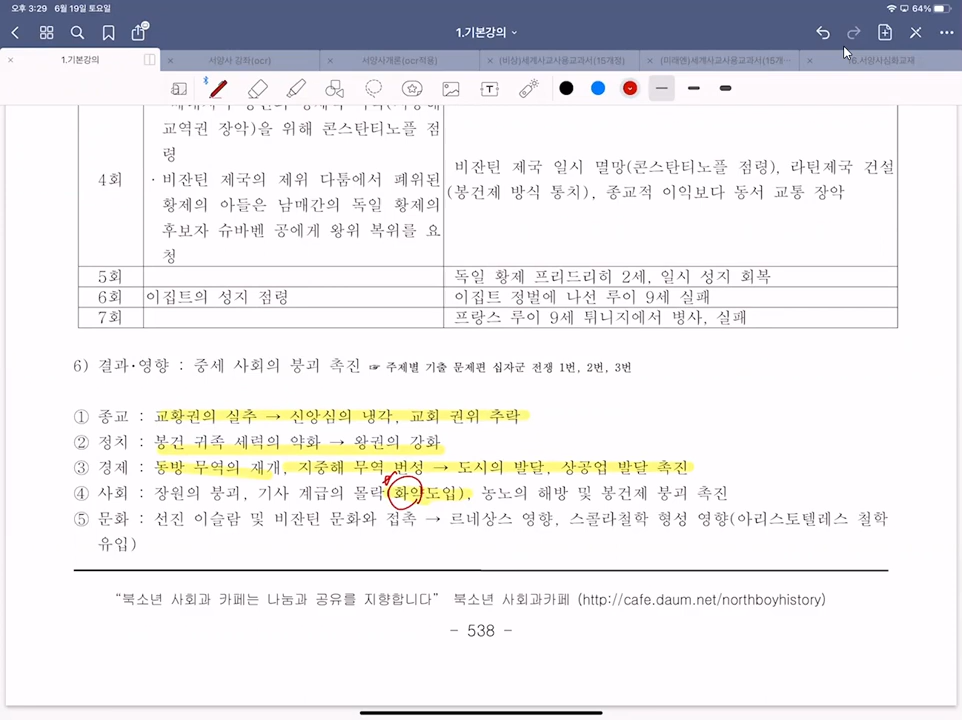 오후 3:29 6월 19일 토요일
64%
1.기본강의
1.기본강의
서양사 김화(ocr)
서양사개론(ocr적용)
(비상)세계사교사용교과서(15개정)
(미래엔)세계사교사용교과서(15개…
16.서양사심화교재
교역권 장악)을 위해 콘스탄티노플 점
령
4회
· 비잔틴 제국의 제위 다툼에서 폐위된
황제의 아들은 남매간의 독일 황제의
후보자 슈바벤 공에게 왕위 복위를 요
청
비잔틴 제국 일시 멸망(콘스탄티노플 점령), 라틴제국 건설
(봉건제 방식 통치), 종교적 이익보다 동서 교통 장악
5회 독일 황제 프리드리히 2세, 일시 성지 회복
6회 이집트의 성지 점령 이집트 정벌에 나선 루이 9세 실패
7회 프랑스 루이 9세 튀니지에서 병사, 실패
6) 결과·영향 : 중세 사회의 붕괴 촉진 ☞ 주제별 기출 문제편 십자군 전쟁 1번, 2번, 3번
① 종교 : 교황권의 실추 → 신앙심의 냉각, 교회 권위 추락
② 정치 : 봉건 귀족 세력의 약화 → 왕권의 강화
③ 경제 : 동방 무역의 재개, 지중해 무역 번성 → 도시의 발달, 상공업 발달 촉진
④ 사회 : 장원의 붕괴, 기사 계급의 몰락(화약도입), 농노의 해방 및 봉건제 붕괴 촉진
⑤ 문화 : 선진 이슬람 및 비잔틴 문화와 접촉 → 르네상스 영향, 스콜라철학 형성 영향(아리스토텔레스 철학
유입)
“북소년 사회과 카페는 나눔과 공유를 지향합니다” 북소년 사회과카페 (http://cafe.daum.net/northboyhistory)
- 538 -